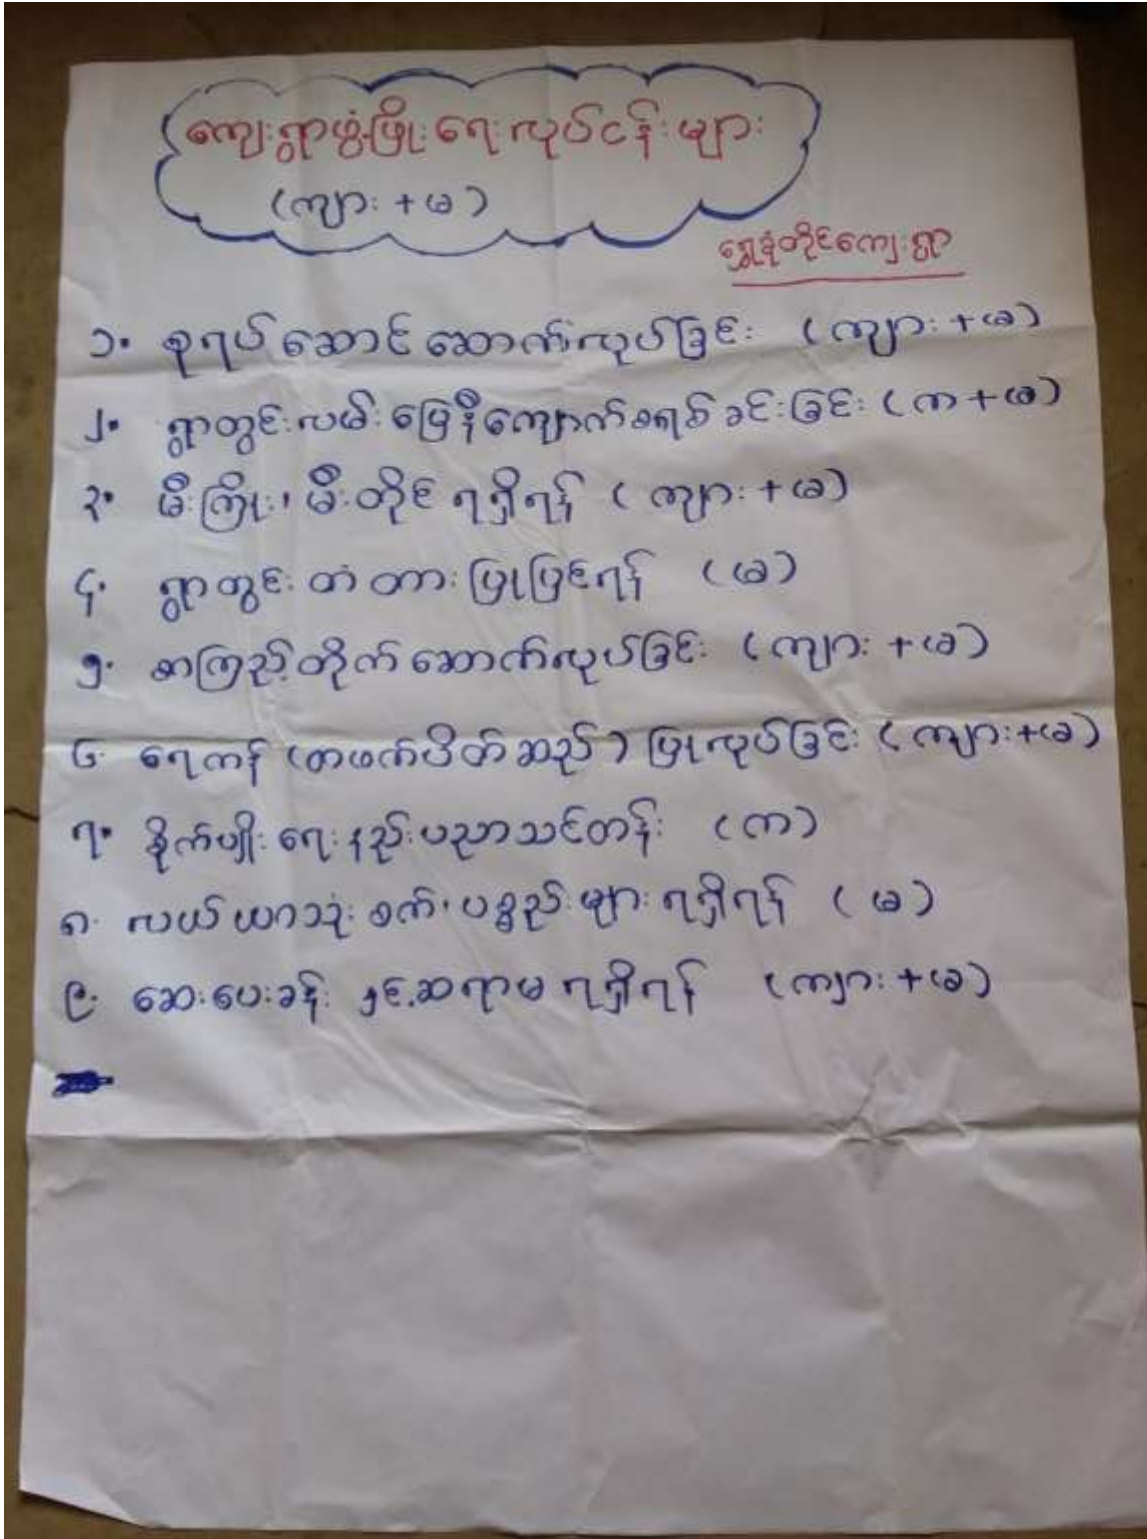 ကျေးရွာဖွံ့ဖြိုးရေးလုပ်ငန်းများ
(ကျား + မ)
ရွှေခုံတိုင်ကျေးရွာ
၁။ စုရပ်ဆောင် ဆောက်လုပ်ခြင်း (ကျား + မ)
၂။ ရွာတွင်းလမ်း မြေနီကျောက်စရစ်ခင်းခြင်း (က + မ)
၃။ မီးကြိုး၊ မီးတိုင် ရရှိရန် (ကျား + မ)
၄။ ရွာတွင်း တံတား ပြုပြင်ရန် (မ)
၅။ စာကြည့်တိုက် ဆောက်လုပ်ခြင်း (ကျား + မ)
၆။ ရေကန် (တဖက်ပိတ်ဆည်) ပြုလုပ်ခြင်း (ကျား + မ)
၇။ စိုက်ပျိုးရေးနည်းပညာသင်တန်း (က)
၈။ လယ်ယာသုံးစက်၊ ပစ္စည်းများ ရရှိရန် (မ)
၉။ ဆေးပေးခန်း နှင့်ဆရာမ ရရှိရန် (ကျား + မ)